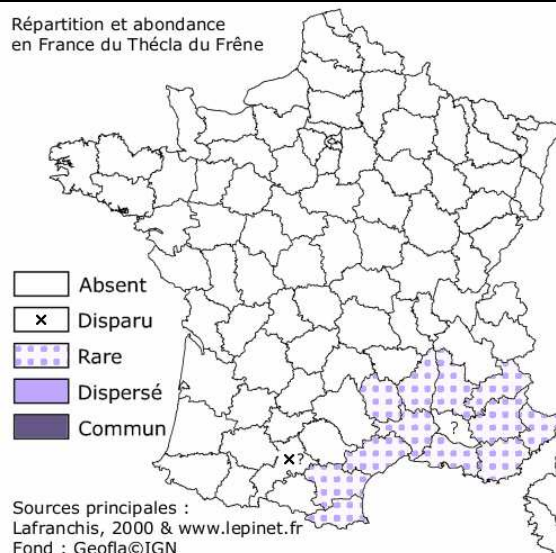 Répartition et abondance
en France du Thécla du Frêne
Absent
Disparu
Rare
Dispersé
Commun
?
?
Sources principales :
Lafranchis, 2000 & www.lepinet.fr
Fond : Geofla©IGN